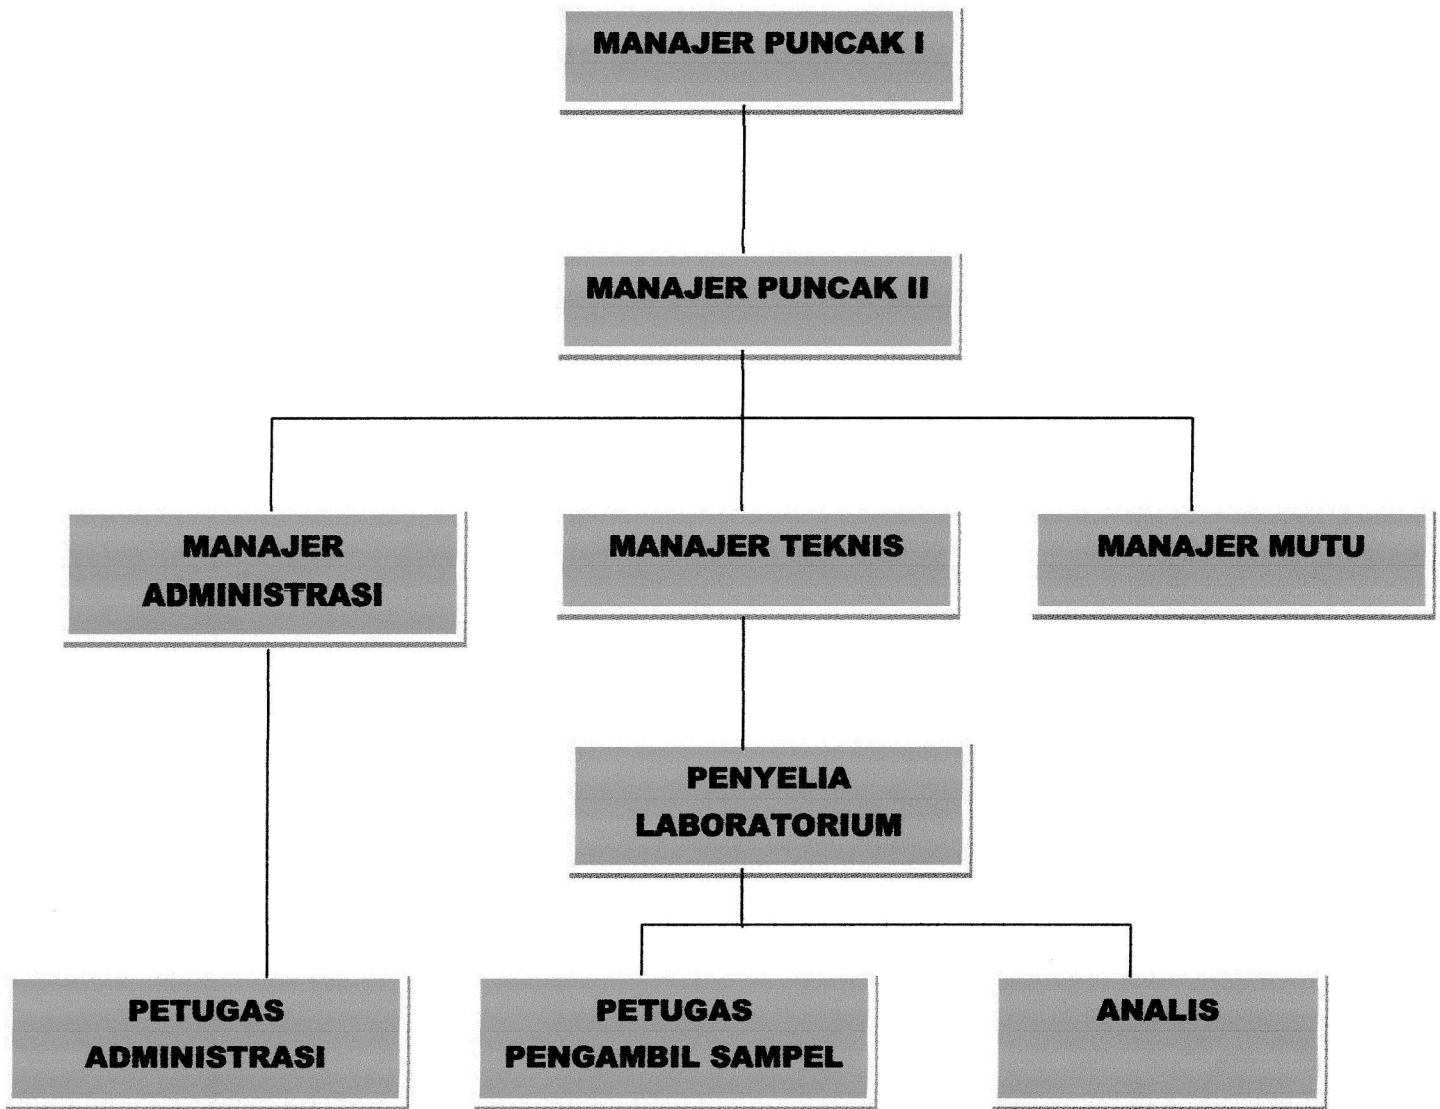 MANAJER PUNCAK I
MANAJER PUNCAK II
MANAJER
ADMINISTRASI
MANAJER TEKNIS
MANAJER MUTU
PENYELIA
LABORATORIUM
PETUGAS
ADMINISTRASI
PETUGAS
PENGAMBIL SAMPEL
ANALIS